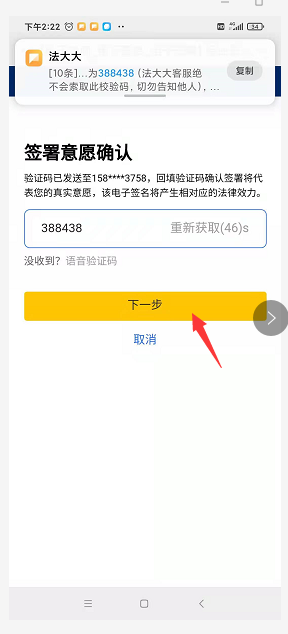 下午2:22
HD 4G 34
法大大
[10条]...为388438（法大大客服绝
不会索取此校验码，切勿告知他人），...
复制
签署意愿确认
验证码已发送至158****3758，回填验证码确认签署将代
表您的真实意愿，该电子签名将产生相对应的法律效力。
388438 重新获取(46)s
没收到？ 语音验证码
下一步
取消